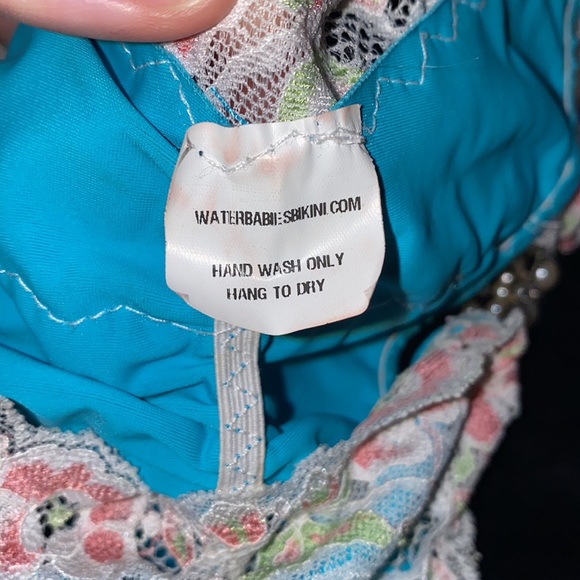 WATERBABIESBIKINI.COM
HAND WASH ONLY
HANG TO DRY